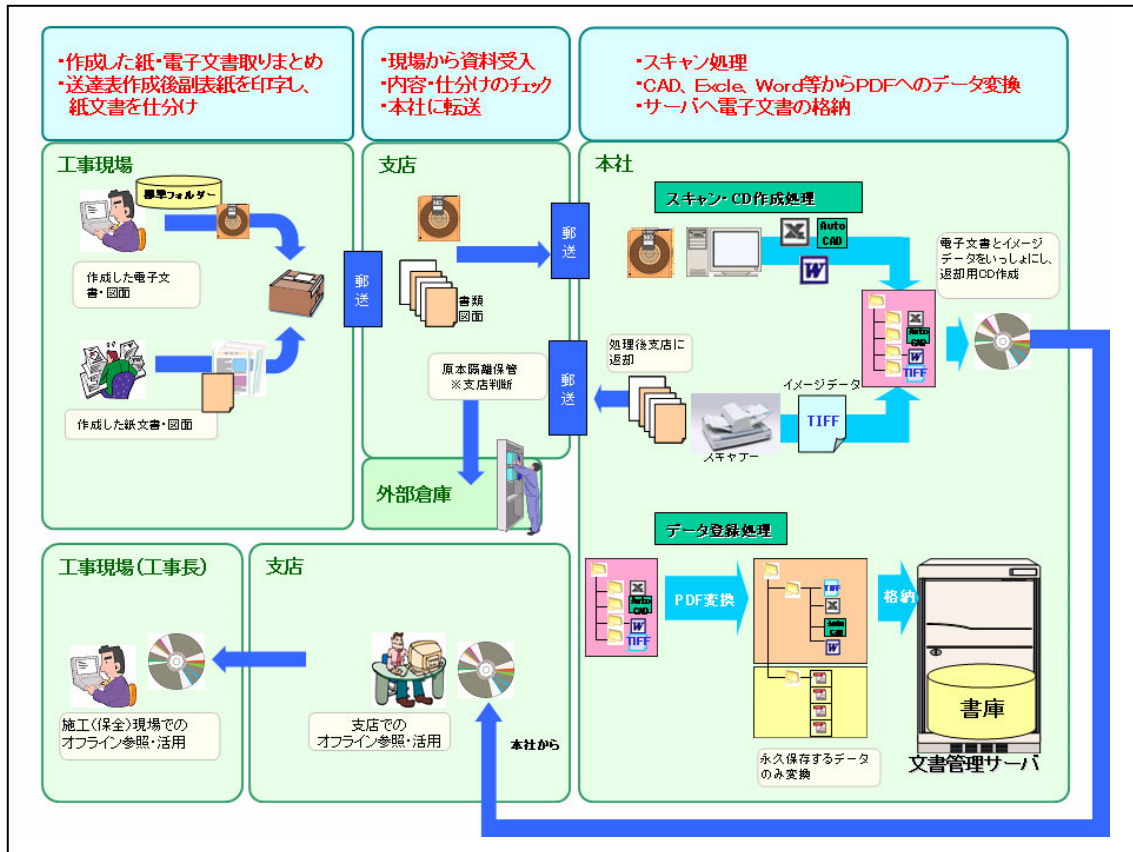 ・作成した紙・電子文書取りまとめ
・送達表作成後副表紙を印字し、
紙文書を仕分け
・現場から資料受入
・内容・仕分けのチェック
・本社に転送
・スキャン処理
・CAD、Excle、Word等からPDFへのデータ変換
・サーバへ電子文書の格納
工事現場
標準フォルダー
MO
作成した電子文
書・図面
作成した紙文書・図面
郵送
支店
MO
書類
図面
郵送
原本隔離保管
※支店判断
郵送
外部倉庫
本社
スキャン・CD作成処理
MO
X
Auto
CAD
W
電子文書とイメージ
データをいっしょにし、
返却用CD作成
X
Auto
CAD
W
TIFF
処理後支店に
返却
イメージデータ
TIFF
スキャナー
データ登録処理
X
Auto
CAD
W
TIFF
PDF変換
TIFF
X
Auto
CAD
W
格納
書庫
文書管理サーバ
永久保存するデータ
のみ変換
工事現場(工事長)
施工(保全)現場での
オフライン参照・活用
支店
支店での
オフライン参照・活用
本社から